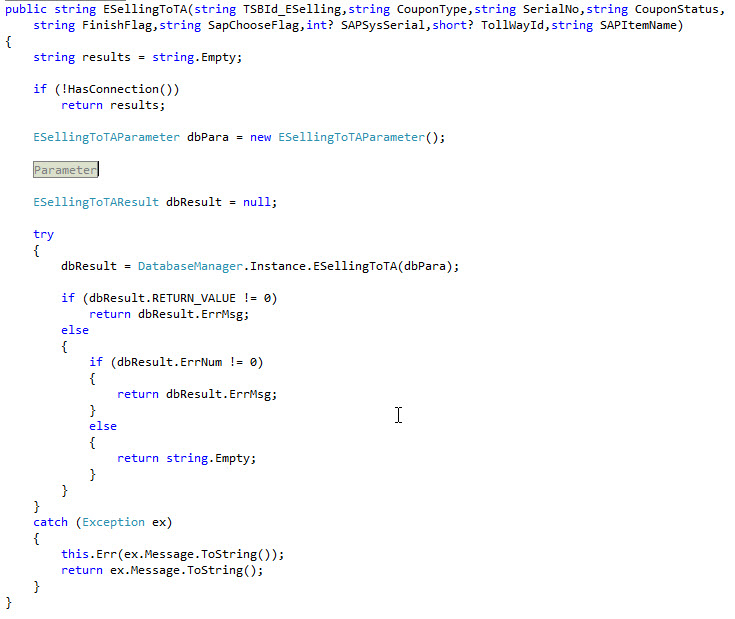 public string ESellingToTA(string TSBId_ESelling,string CouponType,string SerialNo,string CouponStatus,
string FinishFlag,string SapChooseFlag,int? SAPSysSerial,short? TollWayId,string SAPItemName)
{
string results = string.Empty;
if (!HasConnection())
return results;
ESellingToTAParameter dbPara = new ESellingToTAParameter();
Parameter
ESellingToTAResult dbResult = null;
try
{
dbResult = DatabaseManager.Instance.ESellingToTA(dbPara);
if (dbResult.RETURN_VALUE != 0)
return dbResult.ErrMsg;
else
{
if (dbResult.ErrNum != 0)
{
return dbResult.ErrMsg;
}
else
{
return string.Empty;
}
}
}
catch (Exception ex)
{
this.Err(ex.Message.ToString());
return ex.Message.ToString();
}
}